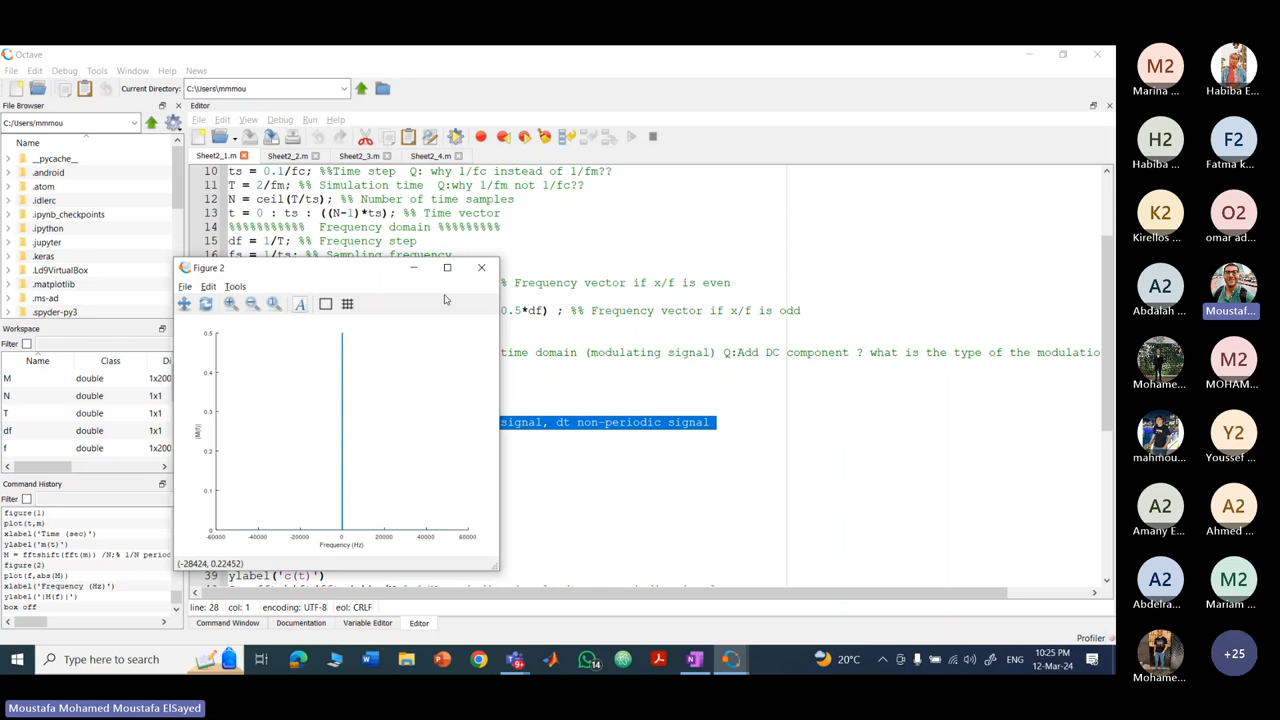 Octave
File Edit Debug Tools Window Help News
Current Directory: C:\Users\mmmou
File Browser
C:/Users/mmmou
Name
__pycache__
.android
.atom
.idlerc
.ipynb_checkpoints
.ipython
.jupyter
.keras
.Ld9VirtualBox
.matplotlib
.ms-ad
.spyder-py3
Workspace
Filter
Name Class Di
M double 1x200
N double 1x1
T double 1x1
df double 1x1
f double 1x200
Command History
Filter
figure(1)
plot(t,m)
xlabel('Time (sec)')
ylabel('m(t)')
M = fftshift(fft(m)) /N;% 1/N perio
figure(2)
plot(f,abs(M))
xlabel('Frequency (Hz)')
ylabel('|M(f)|')
box off
Editor
File Edit View Debug Run Help
Sheet2_1.m Sheet2_2.m Sheet2_3.m Sheet2_4.m
10 ts = 0.1/fc; %%Time step Q: why 1/fc instead of 1/fm??
11 T = 2/fm; %% Simulation time Q:why 1/fm not 1/fc??
12 N = ceil(T/ts); %% Number of time samples
13 t = 0 : ts : ((N-1)*ts); %% Time vector
14 %%%%%%%%%%% Frequency domain %%%%%%%%%
15 df = 1/T; %% Frequency step
16 fs = 1/ts; %% Sampling frequency
% Frequency vector if x/f is even
0.5*df) ; %% Frequency vector if x/f is odd
time domain (modulating signal) Q:Add DC component ? what is the type of the modulatio
signal, dt non-periodic signal
39 ylabel('c(t)')
Figure 2
File Edit Tools
A
0.5
0.4
0.3
0.2
0.1
0
|M(f)|
-60000 -40000 -20000 0 20000 40000 60000
Frequency (Hz)
(-28424, 0.22452)
line: 28 col: 1 encoding: UTF-8 eol: CRLF
Command Window Documentation Variable Editor Editor
Profiler
Type here to search
14
20°C
ENG
10:25 PM
12-Mar-24
M2
Marina ...
Habiba E...
H2
Habiba ...
F2
Fatma k...
K2
Kirellos ...
O2
omar ad...
A2
Abdalah ...
Moustaf...
Mohame...
M2
MOHAM...
mahmou...
Y2
Youssef ...
A2
Amany E...
A2
Ahmed ...
A2
Abdelra...
M2
Mariam ...
Mohame...
+25
Moustafa Mohamed Moustafa ElSayed